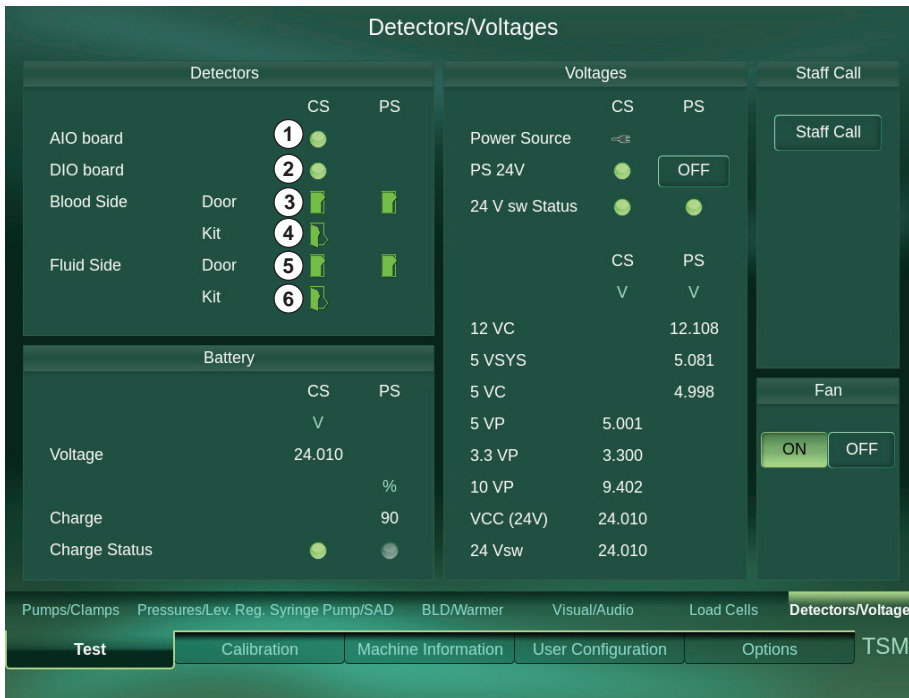 Detectors/Voltages
Detectors
CS PS
AIO board 1
DIO board 2
Blood Side Door 3
Kit 4
Fluid Side Door 5
Kit 6
Battery
CS PS
V
Voltage 24.010
%
Charge 90
Charge Status
Voltages
CS PS
Power Source
PS 24V OFF
24 V sw Status
CS PS
V V
12 VC 12.108
5 VSYS 5.081
5 VC 4.998
5 VP 5.001
3.3 VP 3.300
10 VP 9.402
VCC (24V) 24.010
24 Vsw 24.010
Staff Call
Staff Call
Fan
ON OFF
Pumps/Clamps Pressures/Lev. Reg. Syringe Pump/SAD BLD/Warmer Visual/Audio Load Cells Detectors/Voltage
Test Calibration Machine Information User Configuration Options TSM